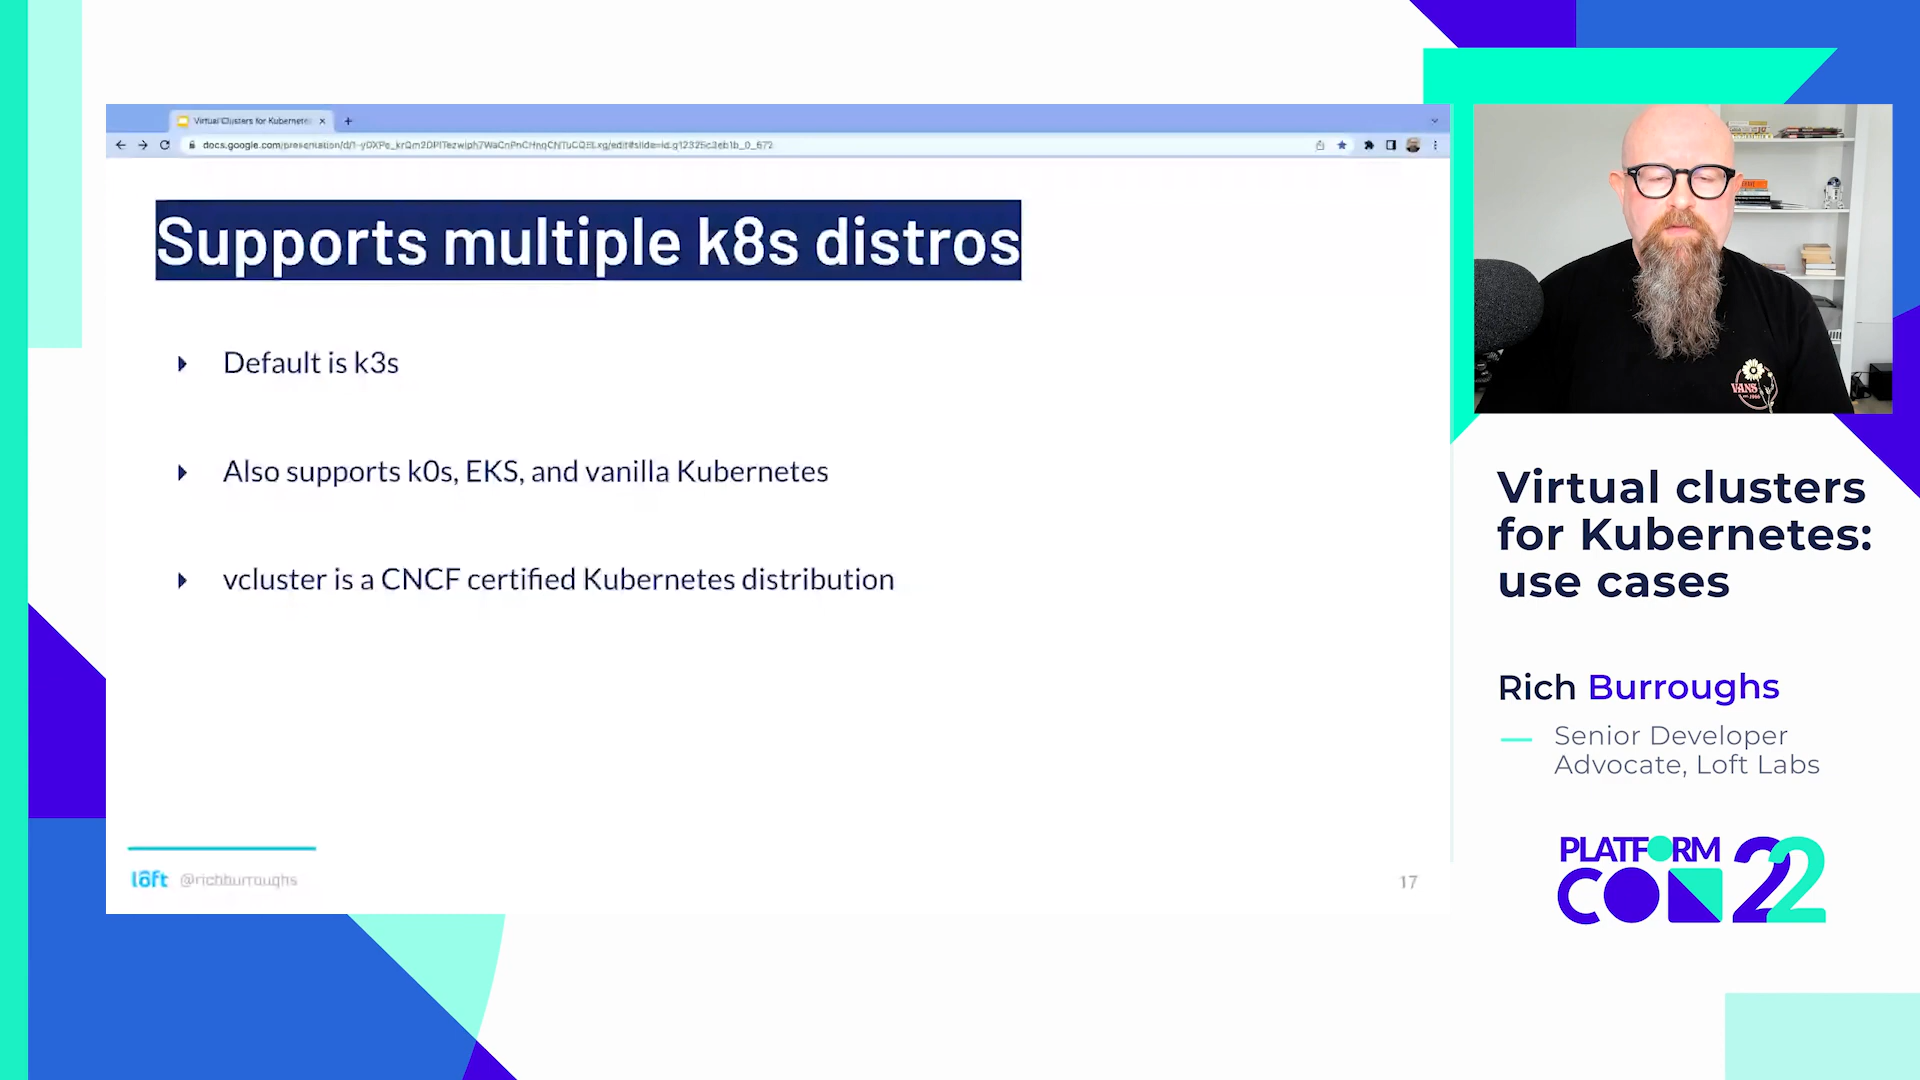 Virtual Clusters for Kubernete
Supports multiple k8s distros
Default is k3s
Also supports k0s, EKS, and vanilla Kubernetes
vcluster is a CNCF certified Kubernetes distribution
loft @richburroughs
17
VANS
Virtual clusters
for Kubernetes:
use cases
Rich Burroughs
Senior Developer
Advocate, Loft Labs
PLATFORM
CON 22